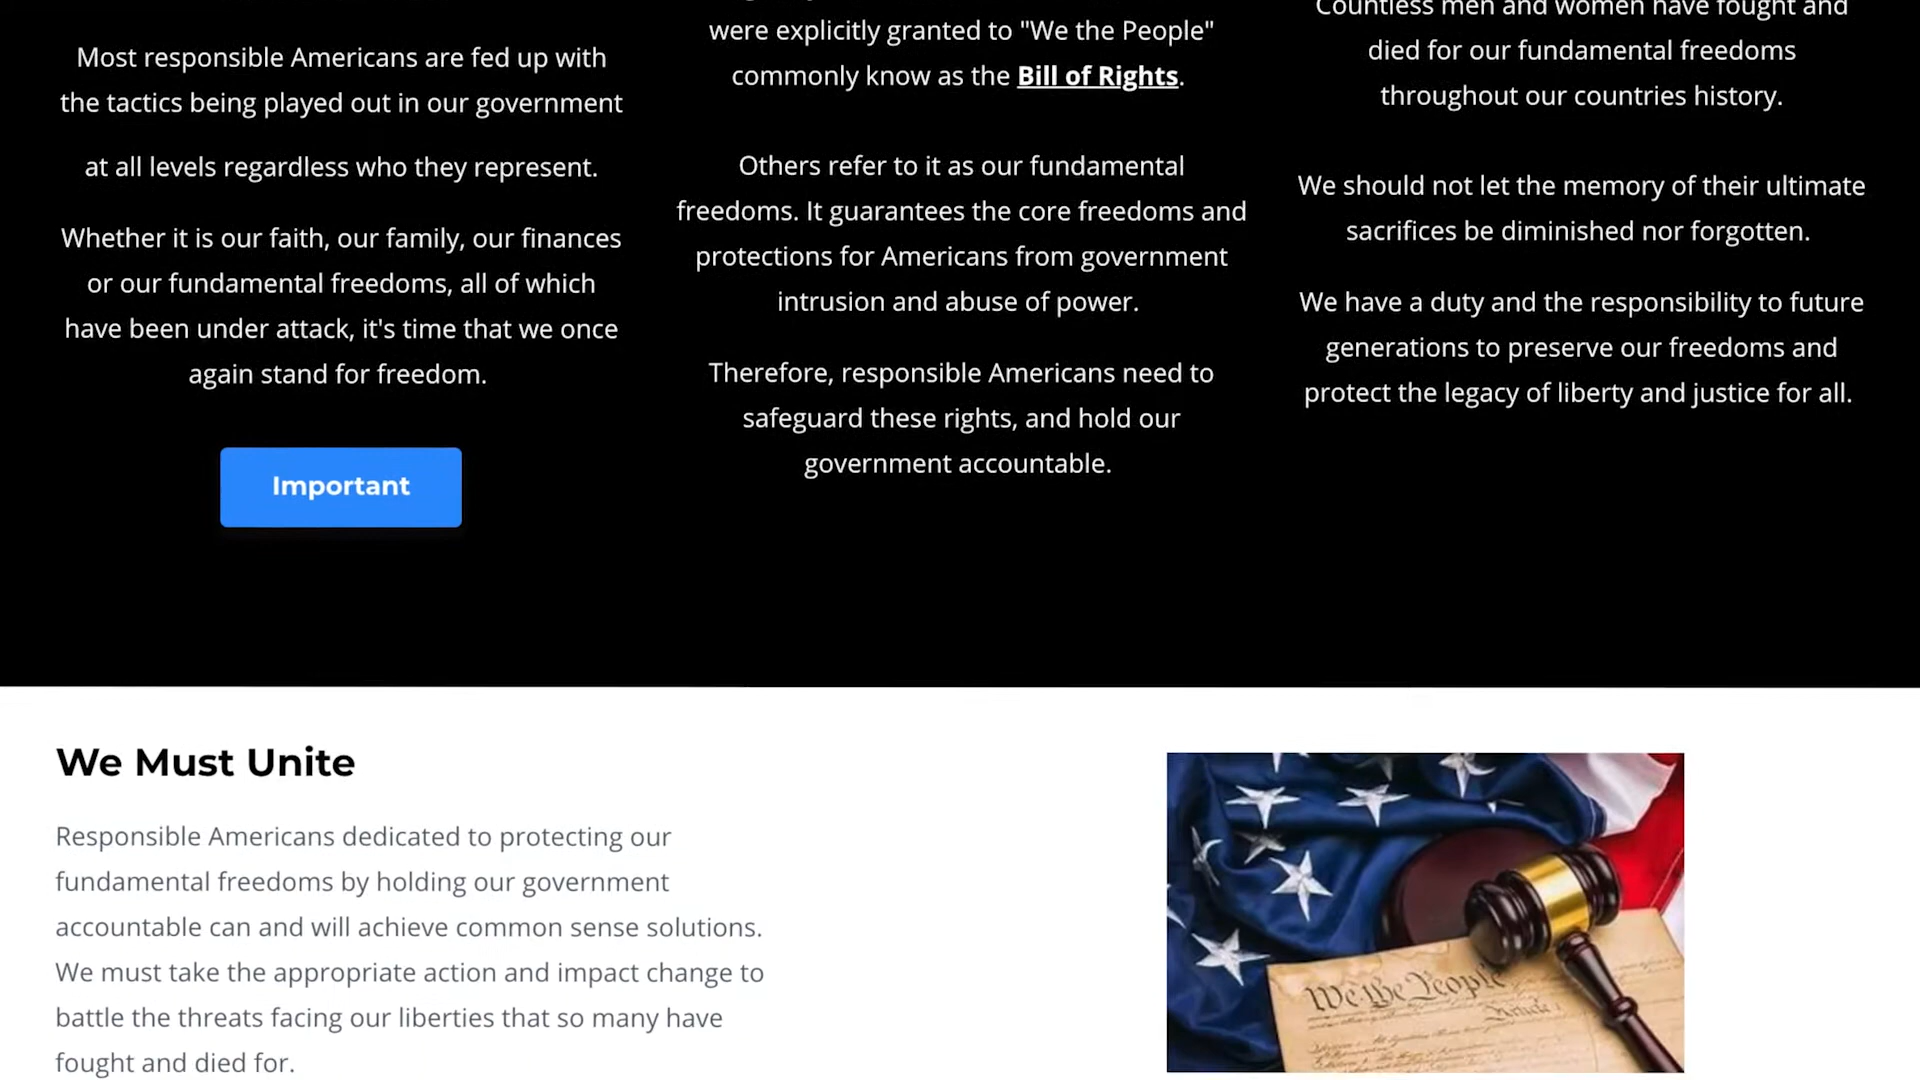 Most responsible Americans are fed up with
the tactics being played out in our government
at all levels regardless who they represent.
Whether it is our faith, our family, our finances
or our fundamental freedoms, all of which
have been under attack, it's time that we once
again stand for freedom.
Important
were explicitly granted to "We the People"
commonly know as the Bill of Rights.
Others refer to it as our fundamental
freedoms. It guarantees the core freedoms and
protections for Americans from government
intrusion and abuse of power.
Therefore, responsible Americans need to
safeguard these rights, and hold our
government accountable.
Countless men and women have fought and
died for our fundamental freedoms
throughout our countries history.
We should not let the memory of their ultimate
sacrifices be diminished nor forgotten.
We have a duty and the responsibility to future
generations to preserve our freedoms and
protect the legacy of liberty and justice for all.
We Must Unite
Responsible Americans dedicated to protecting our
fundamental freedoms by holding our government
accountable can and will achieve common sense solutions.
We must take the appropriate action and impact change to
battle the threats facing our liberties that so many have
fought and died for.
We the People
Article